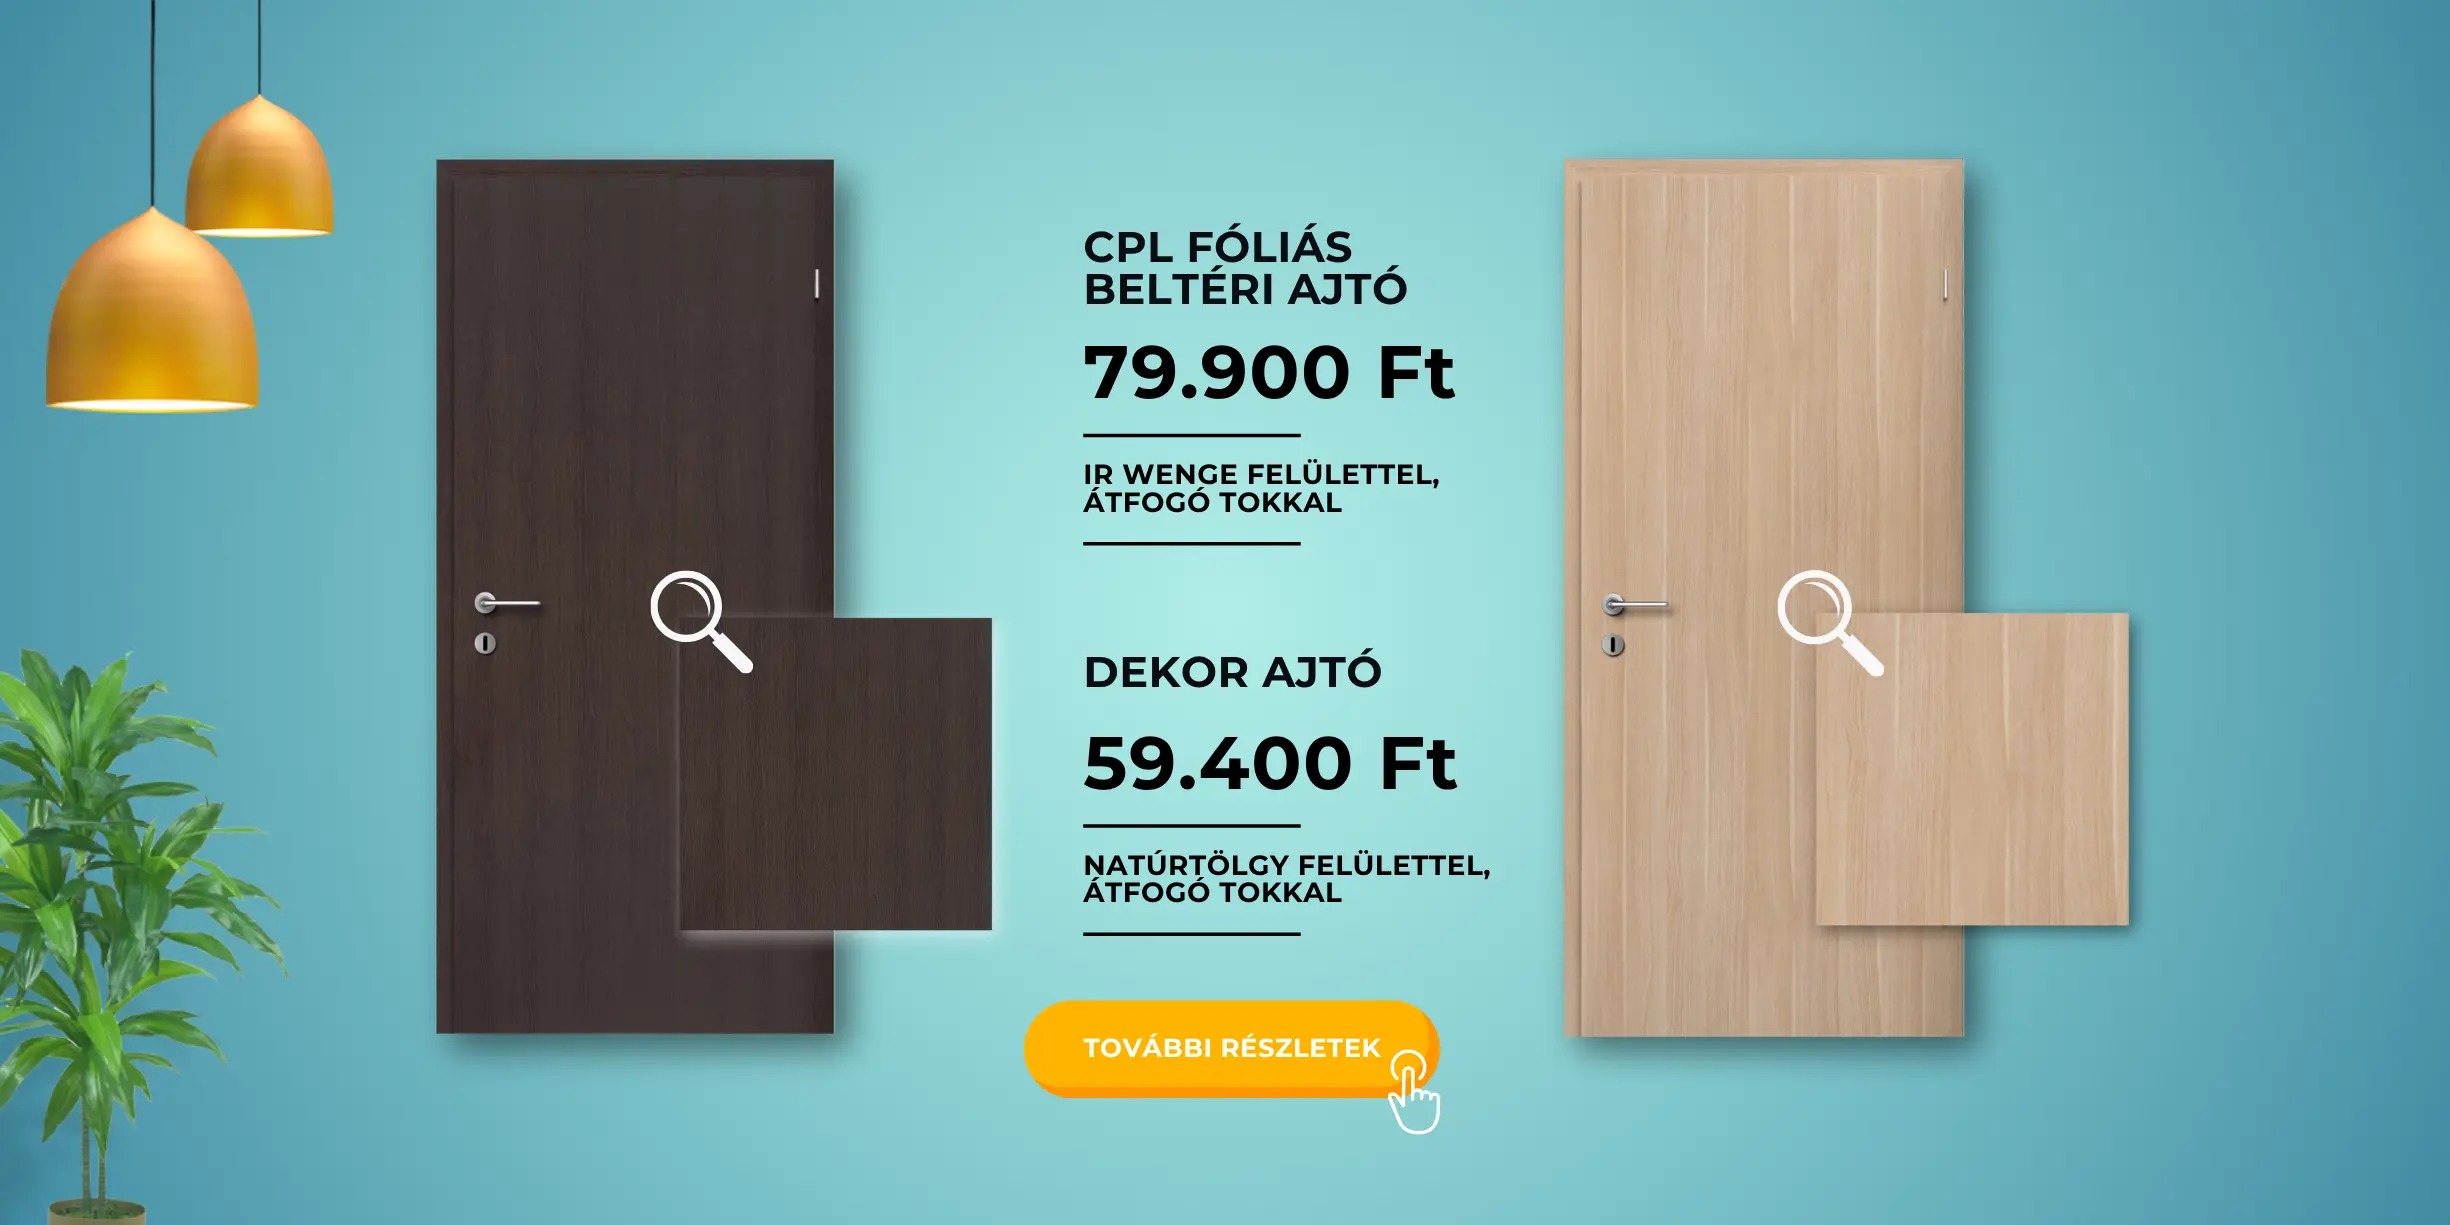 CPL FÓLIÁS
BELTÉRI AJTÓ
79.900 Ft
IR WENGE FELÜLETTEL,
ÁTFOGÓ TOKKAL
DEKOR AJTÓ
59.400 Ft
NATÚRTÖLGY FELÜLETTEL,
ÁTFOGÓ TOKKAL
TOVÁBBI RÉSZLETEK